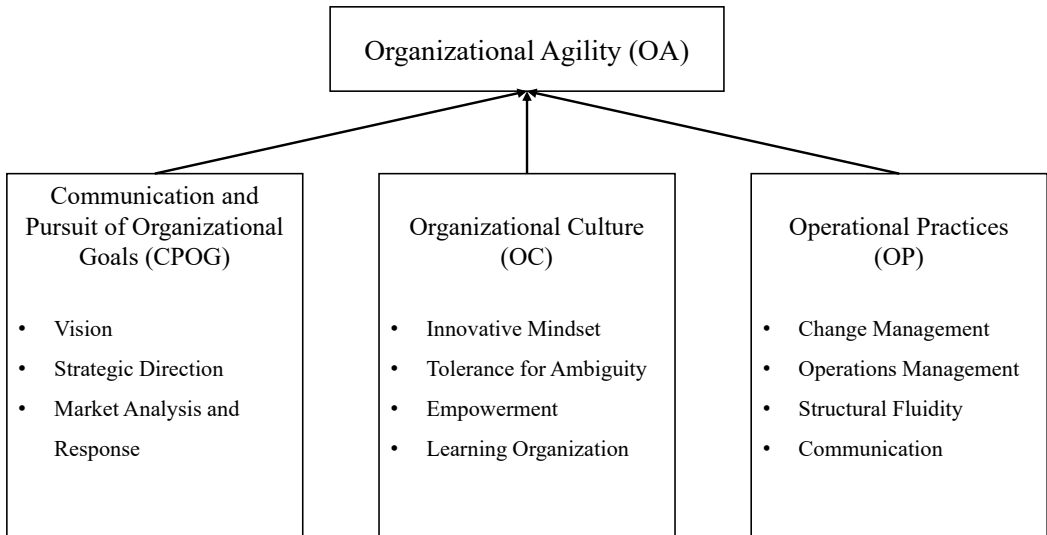 Organizational Agility (OA)
Communication and
Pursuit of Organizational
Goals (CPOG)
• Vision
• Strategic Direction
• Market Analysis and
Response
Organizational Culture
(OC)
• Innovative Mindset
• Tolerance for Ambiguity
• Empowerment
• Learning Organization
Operational Practices
(OP)
• Change Management
• Operations Management
• Structural Fluidity
• Communication